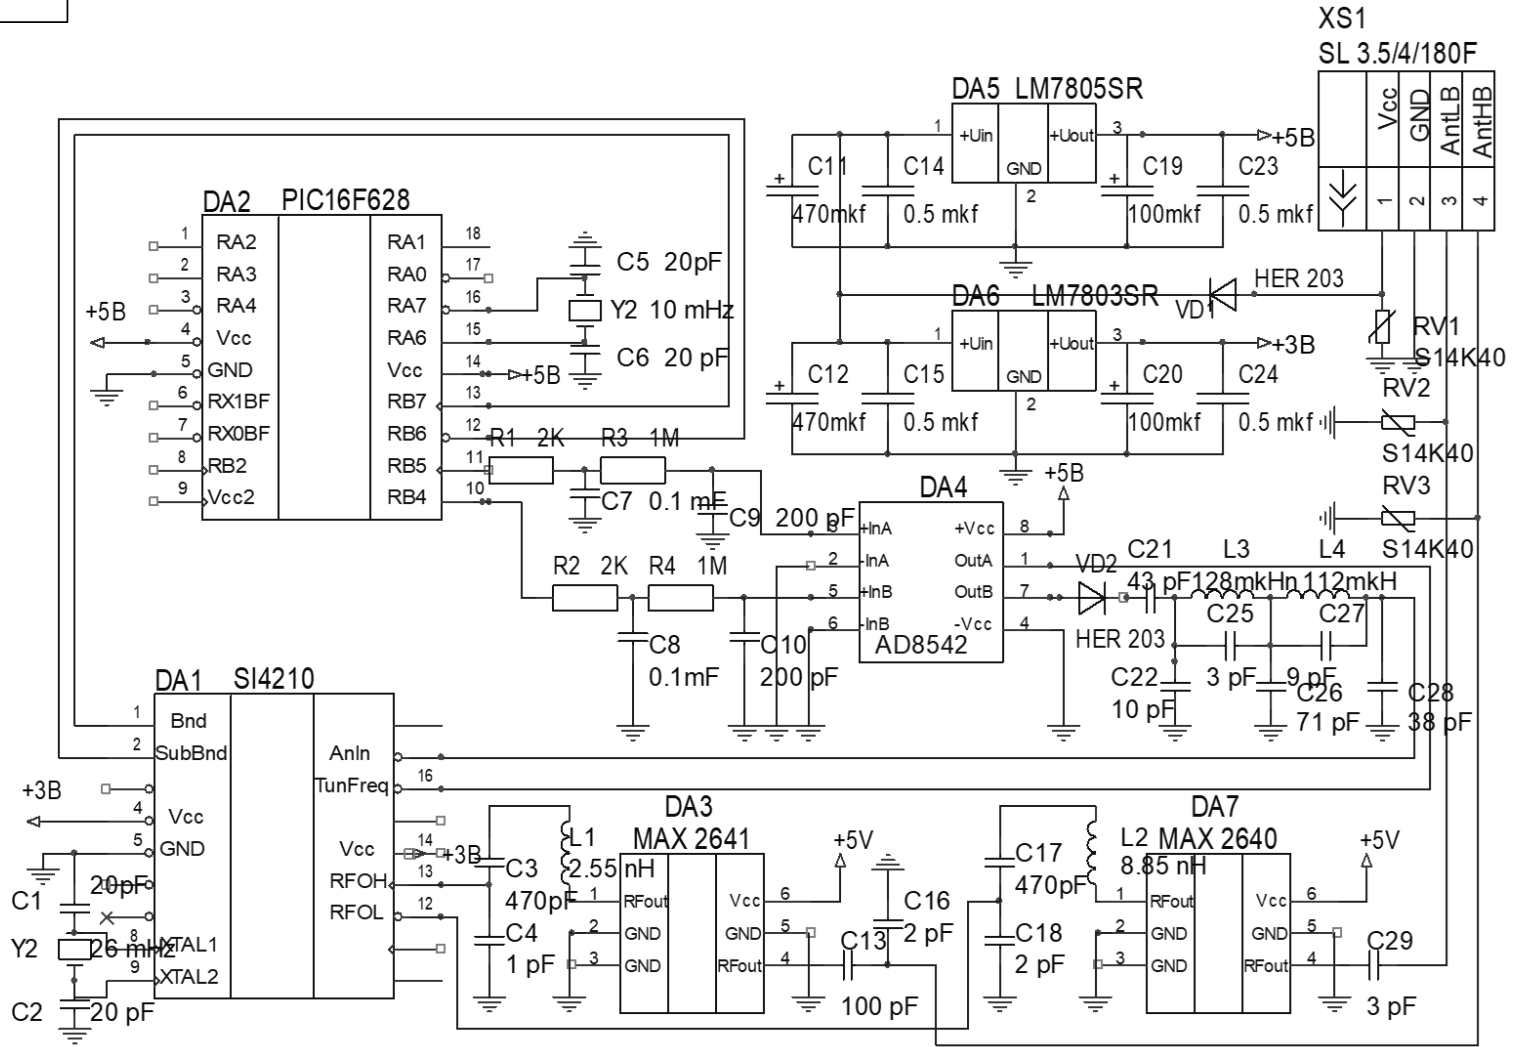 XS1
SL 3.5/4/180F
Vcc
GND
AntLB
AntHB
1
2
3
4
DA5 LM7805SR
1
+Uin
+Uout
3
GND
2
+5B
C11
470mkf
C14
0.5 mkf
C19
100mkf
C23
0.5 mkf
HER 203
VD1
DA6 LM7803SR
1
+Uin
+Uout
3
GND
2
+3B
C12
470mkf
C15
0.5 mkf
C20
100mkf
C24
0.5 mkf
RV1
S14K40
RV2
S14K40
RV3
S14K40
DA2 PIC16F628
1 RA2
2 RA3
3 RA4
+5B
4 Vcc
5 GND
6 RX1BF
7 RX0BF
8 RB2
9 Vcc2
RA1 18
RA0 17
RA7 16
RA6 15
Vcc 14
+5B
RB7 13
RB6 12
RB5 11
RB4 10
C5 20pF
Y2 10 mHz
C6 20 pF
R1 2K
R3 1M
C7 0.1 mF
C9 200 pF
R2 2K
R4 1M
C8
0.1mF
C10
200 pF
DA4
+5B
3 +InA
2 -InA
5 +InB
6 -InB
+Vcc 8
OutA 1
OutB 7
-Vcc 4
AD8542
VD2
HER 203
C21
43 pF
L3
128mkHn
L4
112mkH
C25
3 pF
C27
9 pF
C22
10 pF
C26
71 pF
C28
38 pF
DA1 SI4210
1 Bnd
2 SubBnd
+3B
4 Vcc
5 GND
8 XTAL1
9 XTAL2
AnIn
TunFreq 16
Vcc 14
+3B
RFOH 13
RFOL 12
C1
20pF
Y2 26 mHz
C2 20 pF
C3
470pF
C4
1 pF
L1
2.55 nH
DA3
MAX 2641
1 RFout
2 GND
3 GND
Vcc 6
GND 5
RFout 4
+5V
C16
2 pF
C13
100 pF
C17
470pF
C18
2 pF
L2
8.85 nH
DA7
MAX 2640
1 RFout
2 GND
3 GND
Vcc 6
GND 5
RFout 4
+5V
C29
3 pF